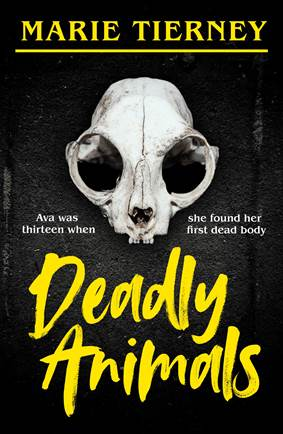 MARIE TIERNEY
Ava was
thirteen when
she found her
first dead body
Deadly
Animals